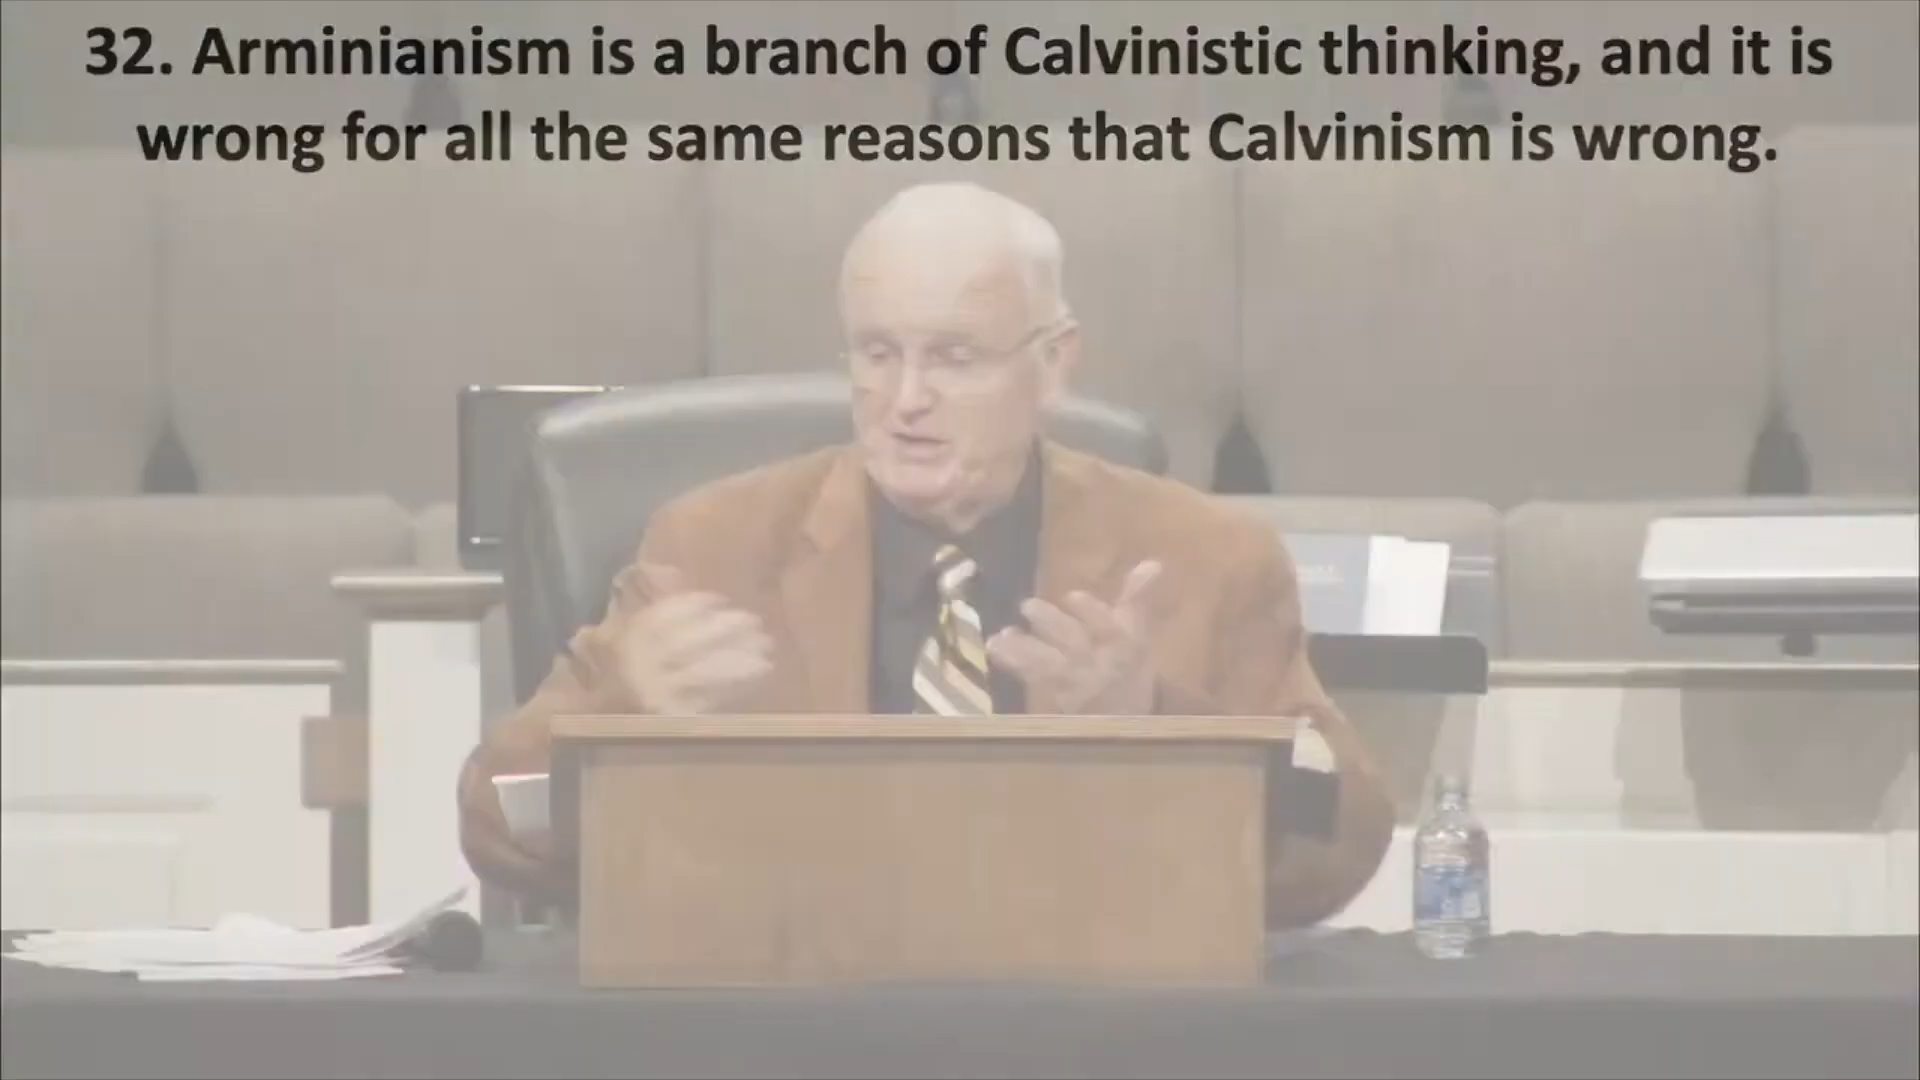 32. Arminianism is a branch of Calvinistic thinking, and it is
wrong for all the same reasons that Calvinism is wrong.